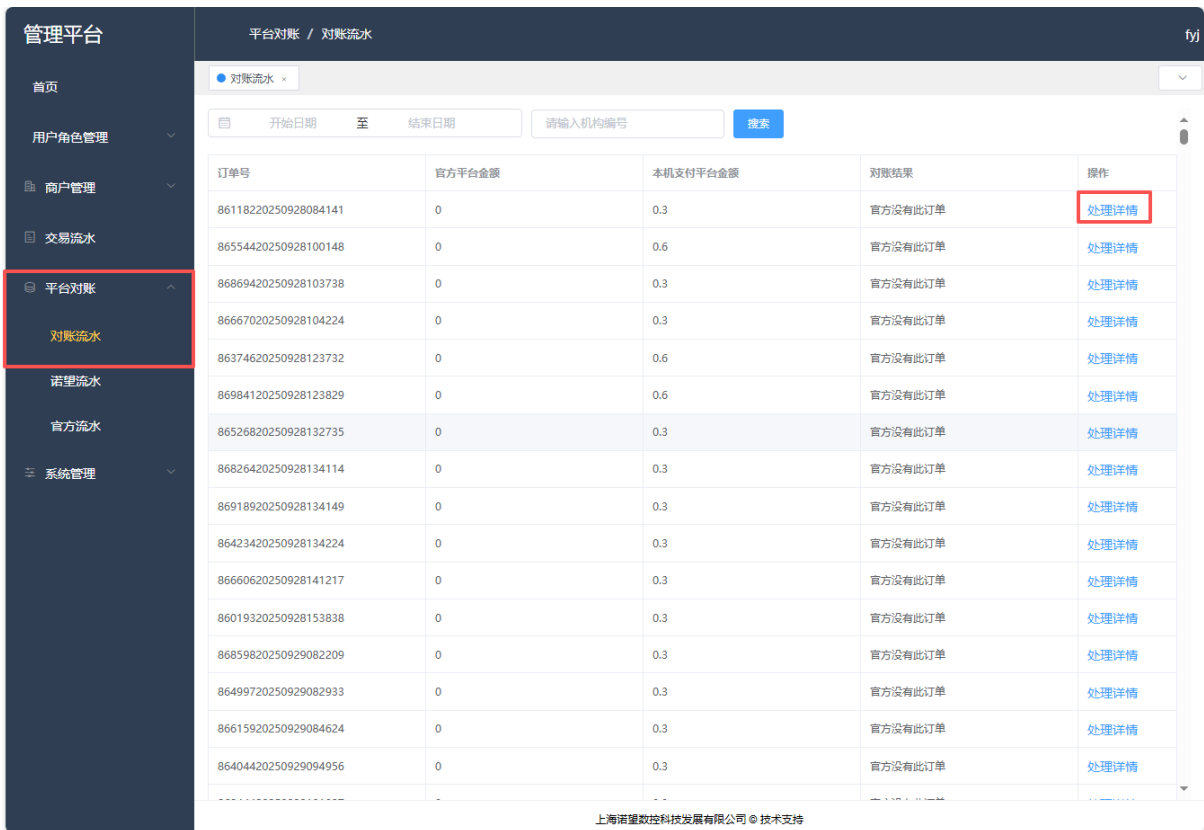 管理平台
平台对账 / 对账流水
fyj
首页
用户角色管理
商户管理
交易流水
平台对账
对账流水
诺望流水
官方流水
系统管理
对账流水 ×
开始日期 至 结束日期 请输入机构编号 搜索
订单号 官方平台金额 本机支付平台金额 对账结果 操作
86118220250928084141 0 0.3 官方没有此订单 处理详情
86554420250928100148 0 0.6 官方没有此订单 处理详情
86869420250928103738 0 0.3 官方没有此订单 处理详情
86667020250928104224 0 0.3 官方没有此订单 处理详情
86374620250928123732 0 0.6 官方没有此订单 处理详情
86984120250928123829 0 0.6 官方没有此订单 处理详情
86526820250928132735 0 0.3 官方没有此订单 处理详情
86826420250928134114 0 0.3 官方没有此订单 处理详情
86918920250928134149 0 0.3 官方没有此订单 处理详情
86423420250928134224 0 0.3 官方没有此订单 处理详情
86660620250928141217 0 0.3 官方没有此订单 处理详情
86019320250928153838 0 0.3 官方没有此订单 处理详情
86859820250929082209 0 0.3 官方没有此订单 处理详情
86499720250929082933 0 0.3 官方没有此订单 处理详情
86615920250929084624 0 0.3 官方没有此订单 处理详情
86404420250929094956 0 0.3 官方没有此订单 处理详情
上海诺望数控科技发展有限公司 © 技术支持